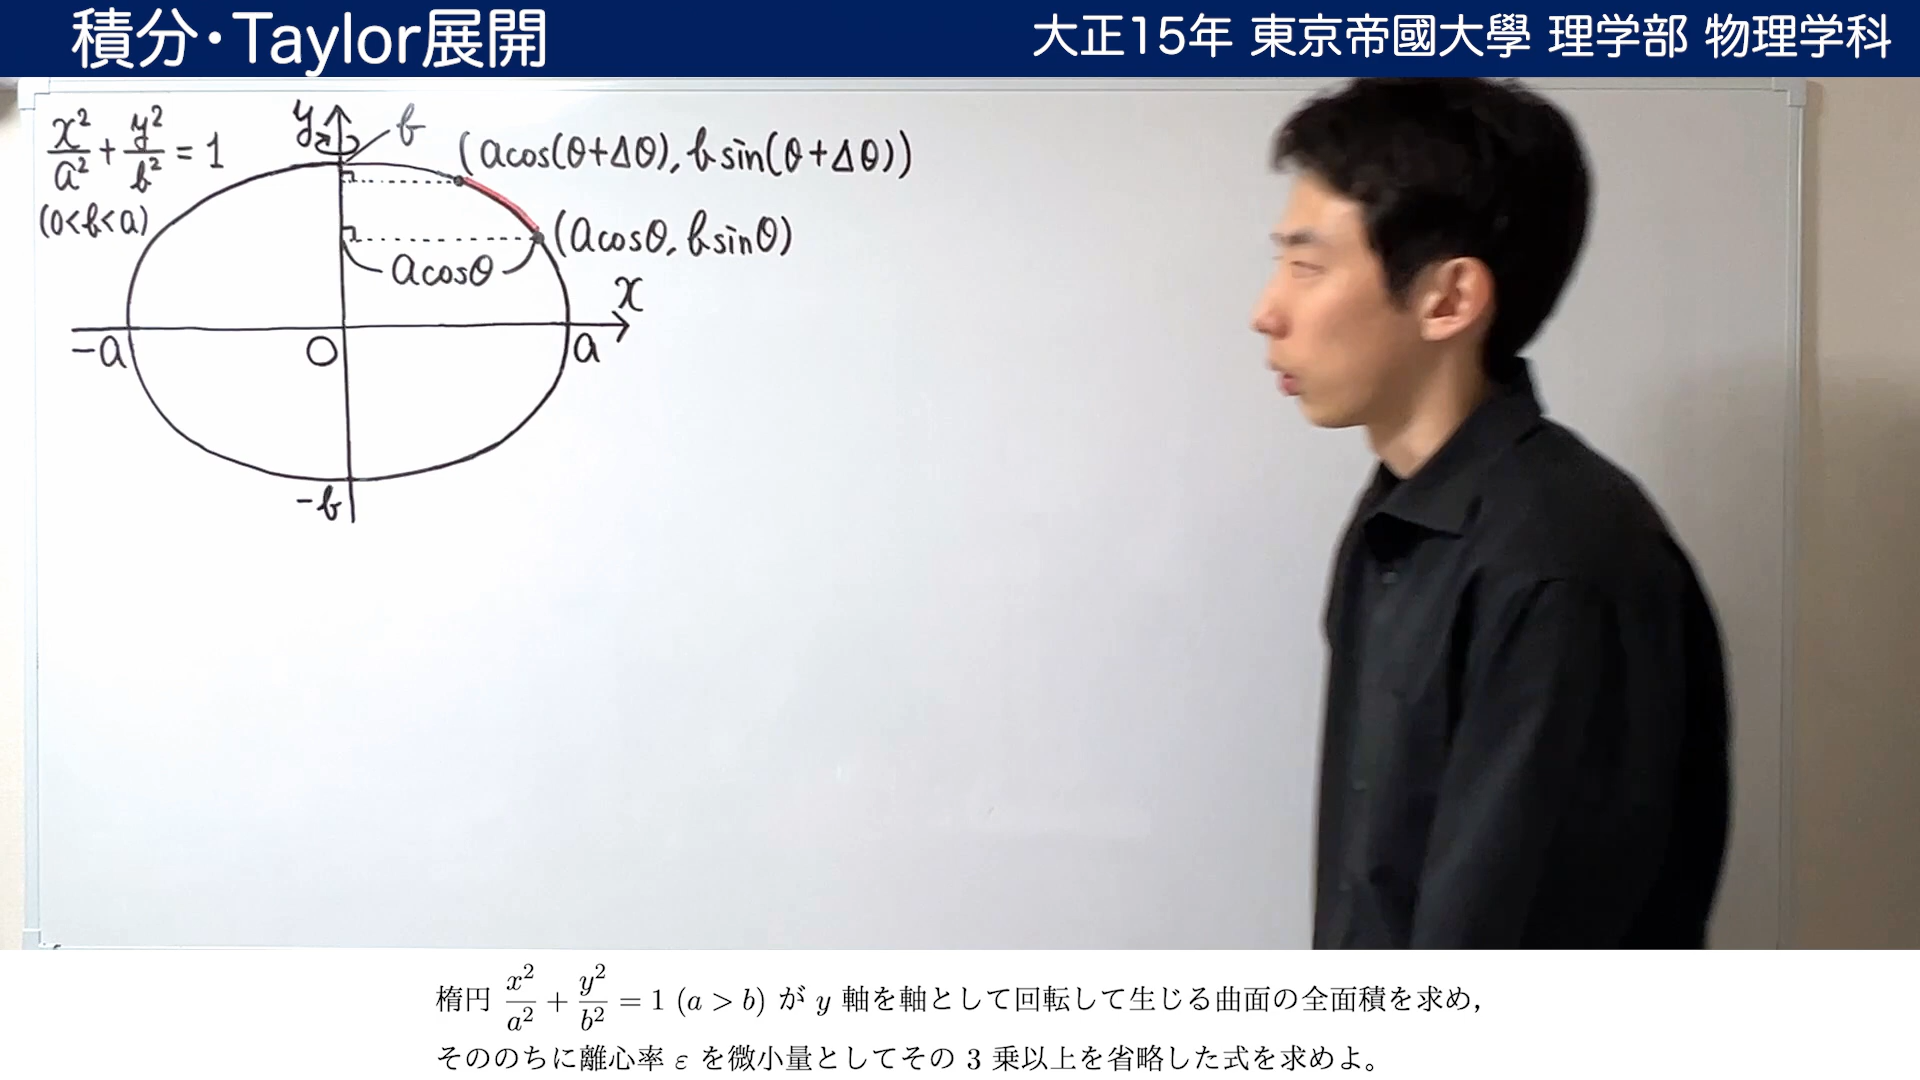 積分・Taylor展開
大正15年 東京帝國大學 理学部 物理学科
x²/a² + y²/b² = 1
(0<b<a)
y
b
(acos(θ+Δθ), bsin(θ+Δθ))
(acosθ, bsinθ)
acosθ
x
-a
O
a
-b
楕円 x²/a² + y²/b² = 1 (a > b) が y 軸を軸として回転して生じる曲面の全面積を求め，
そののちに離心率 ε を微小量としてその 3 乗以上を省略した式を求めよ。